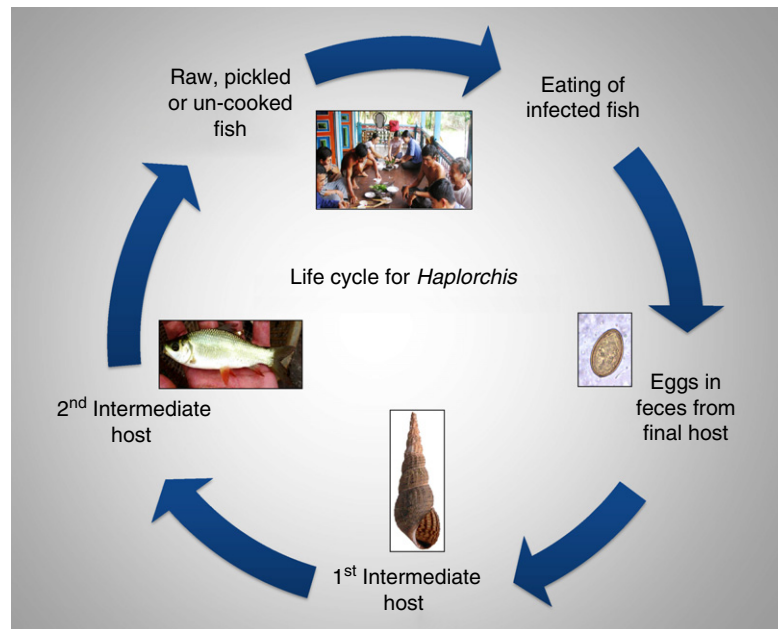 Raw, pickled
or un-cooked
fish
Eating of
infected fish
Life cycle for Haplorchis
Eggs in
feces from
final host
2nd Intermediate
host
1st Intermediate
host